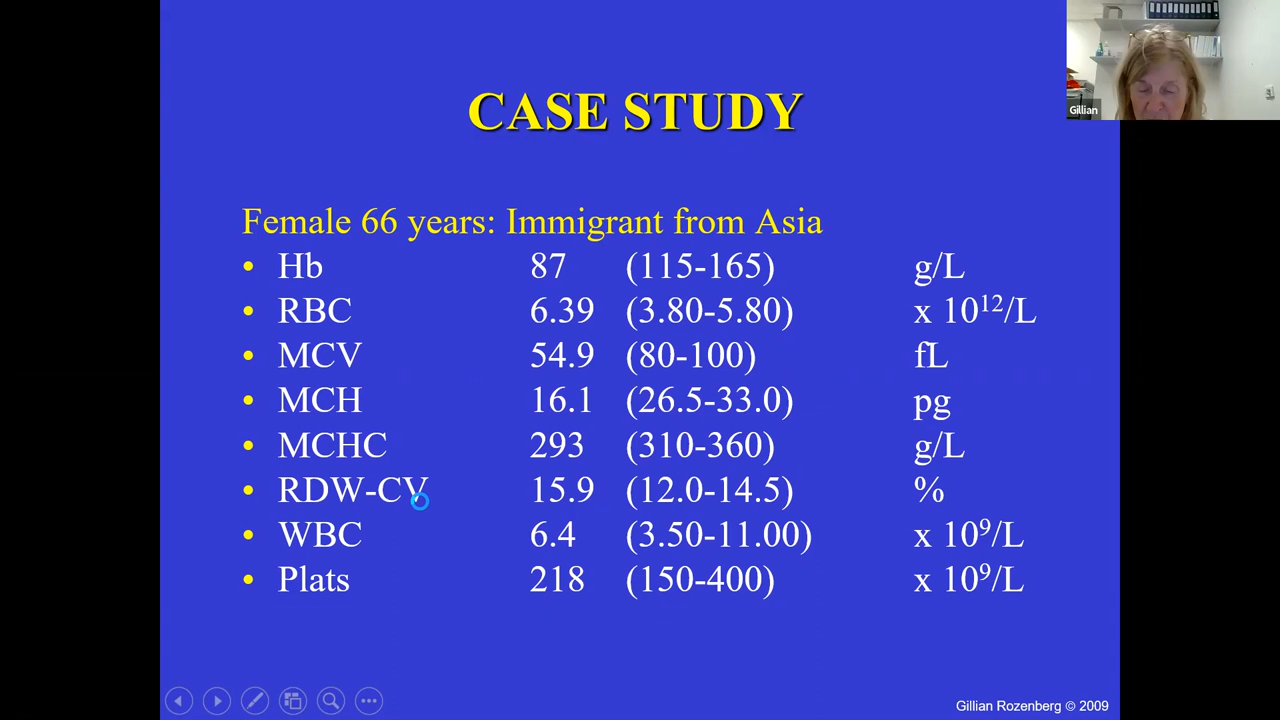 Gillian
CASE STUDY
Female 66 years: Immigrant from Asia
• Hb 87 (115-165) g/L
• RBC 6.39 (3.80-5.80) x 10¹²/L
• MCV 54.9 (80-100) fL
• MCH 16.1 (26.5-33.0) pg
• MCHC 293 (310-360) g/L
• RDW-CV 15.9 (12.0-14.5) %
• WBC 6.4 (3.50-11.00) x 10⁹/L
• Plats 218 (150-400) x 10⁹/L
Gillian Rozenberg © 2009